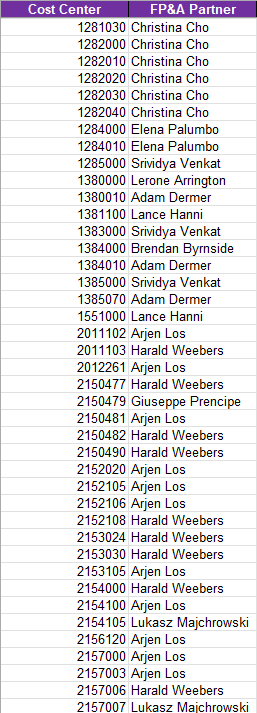 Cost Center FP&A Partner
1281030 Christina Cho
1282000 Christina Cho
1282010 Christina Cho
1282020 Christina Cho
1282030 Christina Cho
1282040 Christina Cho
1284000 Elena Palumbo
1284010 Elena Palumbo
1285000 Srividya Venkat
1380000 Lerone Arrington
1380010 Adam Dermer
1381100 Lance Hanni
1383000 Srividya Venkat
1384000 Brendan Byrnside
1384010 Adam Dermer
1385000 Srividya Venkat
1385070 Adam Dermer
1551000 Lance Hanni
2011102 Arjen Los
2011103 Harald Weebers
2012261 Arjen Los
2150477 Harald Weebers
2150479 Giuseppe Prencipe
2150481 Arjen Los
2150482 Harald Weebers
2150490 Harald Weebers
2152020 Arjen Los
2152105 Arjen Los
2152106 Arjen Los
2152108 Harald Weebers
2153024 Harald Weebers
2153030 Harald Weebers
2153105 Arjen Los
2154000 Harald Weebers
2154100 Arjen Los
2154105 Lukasz Majchrowski
2156120 Arjen Los
2157000 Arjen Los
2157003 Arjen Los
2157006 Harald Weebers
2157007 Lukasz Majchrowski